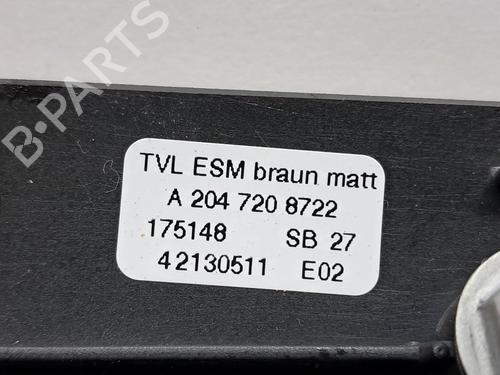 B-PARTS
TVL ESM braun matt
A 204 720 8722
175148 SB 27
42130511 E02